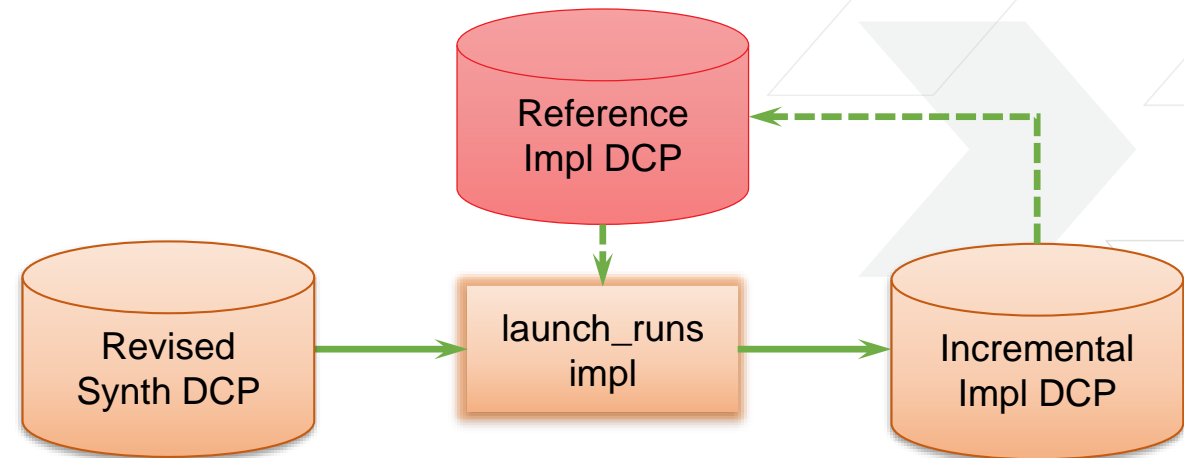 Reference
Impl DCP
Revised
Synth DCP
launch_runs
impl
Incremental
Impl DCP